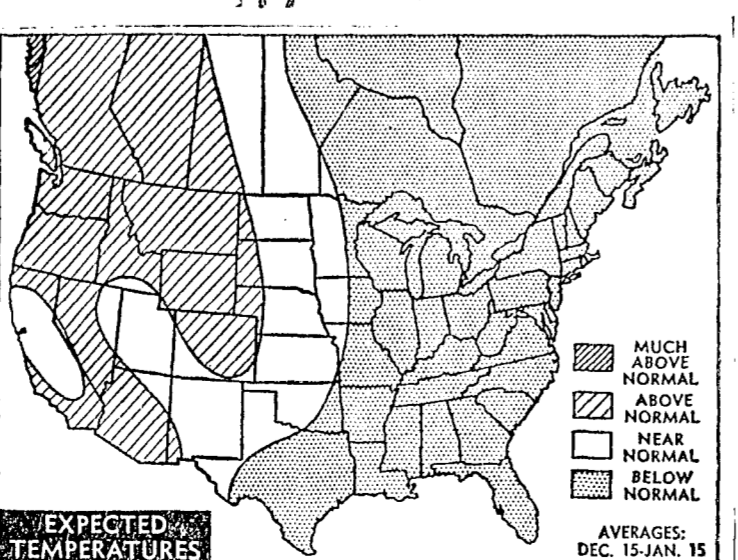 MUCH
ABOVE
NORMAL
ABOVE
NORMAL
NEAR
NORMAL
BELOW
NORMAL
EXPECTED
TEMPERATURES
AVERAGES:
DEC. 15-JAN. 15